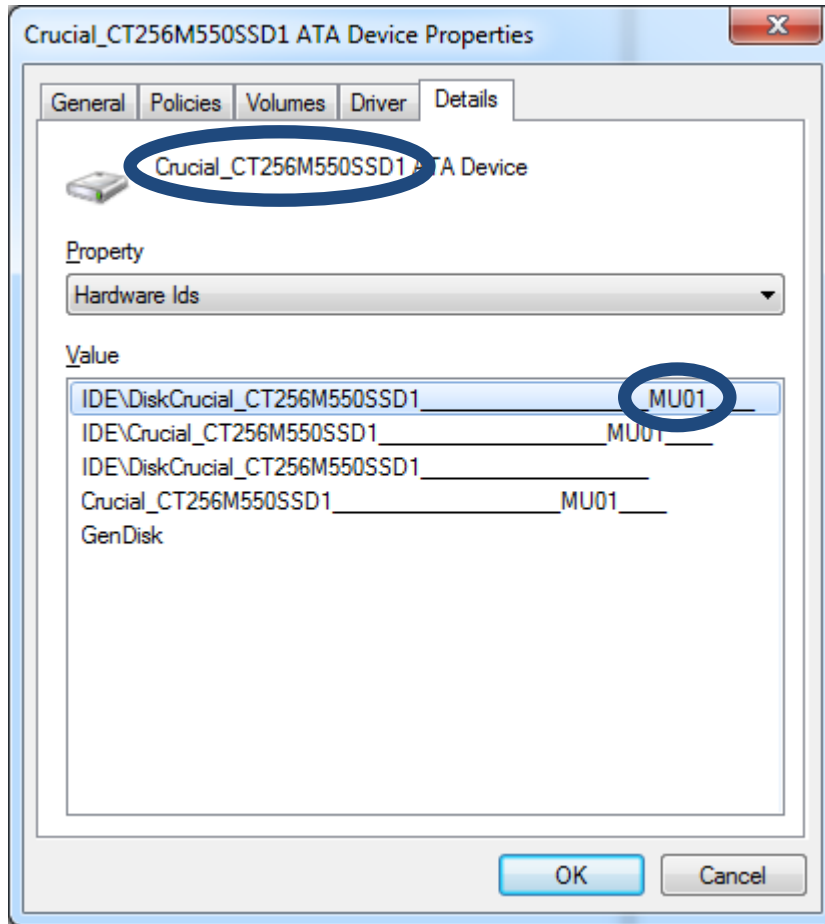 Crucial_CT256M550SSD1 ATA Device Properties
X
General Policies Volumes Driver Details
Crucial_CT256M550SSD1 ATA Device
Property
Hardware Ids
Value
IDE\DiskCrucial_CT256M550SSD1___________________MU01____
IDE\Crucial_CT256M550SSD1___________________MU01____
IDE\DiskCrucial_CT256M550SSD1___________________
Crucial_CT256M550SSD1___________________MU01____
GenDisk
OK Cancel